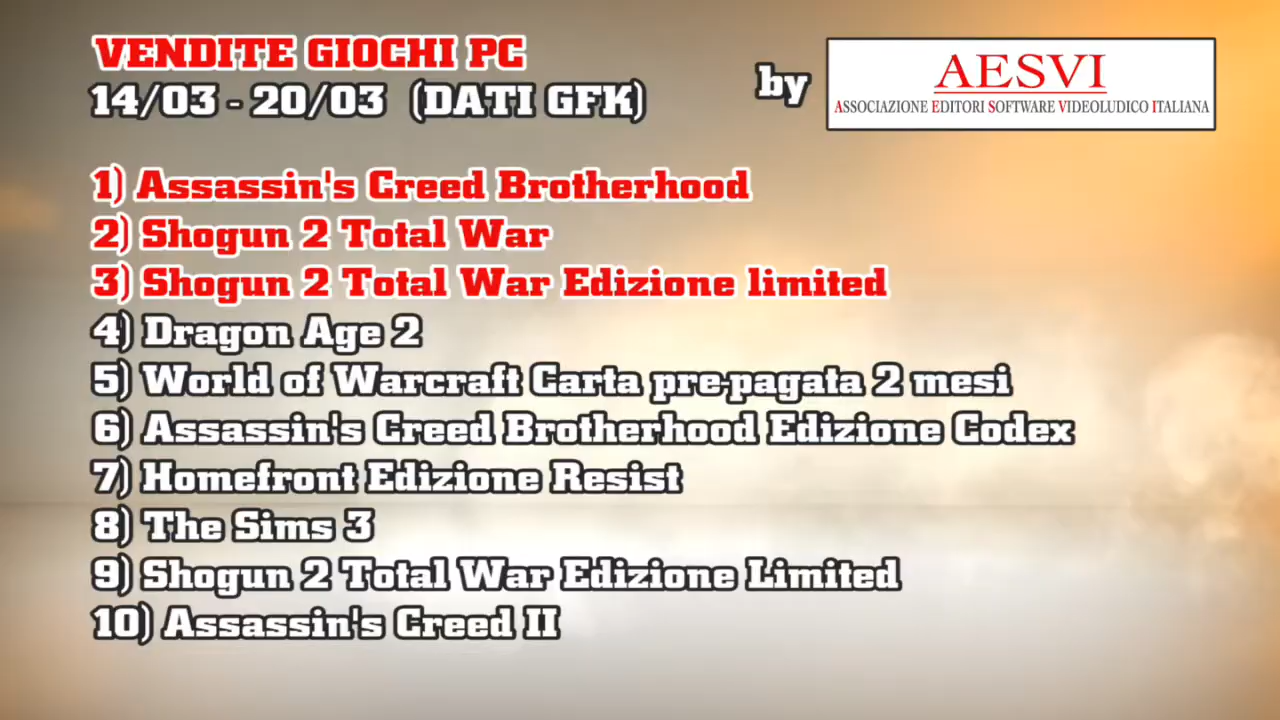 VENDITE GIOCHI PC
14/03 - 20/03 (DATI GFK)
by
AESVI
ASSOCIAZIONE EDITORI SOFTWARE VIDEOLUDICO ITALIANA
1) Assassin's Creed Brotherhood
2) Shogun 2 Total War
3) Shogun 2 Total War Edizione limited
4) Dragon Age 2
5) World of Warcraft Carta pre-pagata 2 mesi
6) Assassin's Creed Brotherhood Edizione Codex
7) Homefront Edizione Resist
8) The Sims 3
9) Shogun 2 Total War Edizione Limited
10) Assassin's Creed II